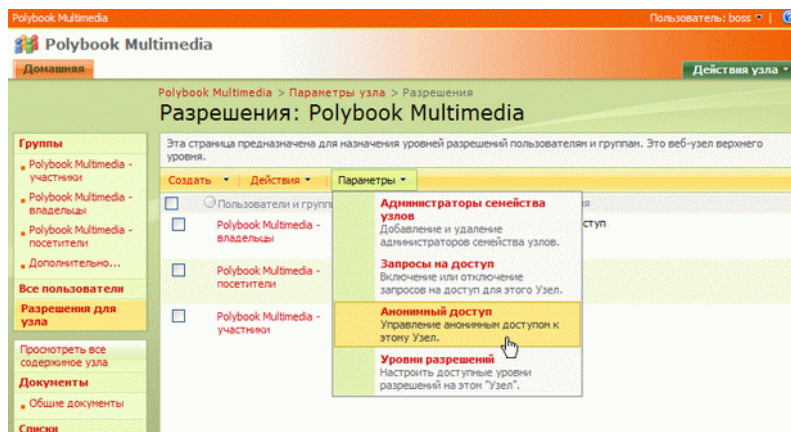 Polybook Multimedia
Пользователь: boss
Polybook Multimedia
Домашняя
Действия узла
Polybook Multimedia > Параметры узла > Разрешения
Разрешения: Polybook Multimedia
Эта страница предназначена для назначения уровней разрешений пользователям и группам. Это веб-узел верхнего
уровня.
Группы
Polybook Multimedia -
участники
Polybook Multimedia -
владельцы
Polybook Multimedia -
посетители
Дополнительно...
Все пользователи
Разрешения для
узла
Просмотреть все
содержимое узла
Документы
Общие документы
Списки
Создать
Действия
Параметры
Пользователи и групп
Polybook Multimedia -
владельцы
Polybook Multimedia -
посетители
Polybook Multimedia -
участники
Администраторы семейства
узлов
Добавление и удаление
администраторов семейства узлов.
Запросы на доступ
Включение или отключение
запросов на доступ для этого Узел.
Анонимный доступ
Управление анонимным доступом к
этому Узел.
Уровни разрешений
Настроить доступные уровни
разрешений на этом "Узел".